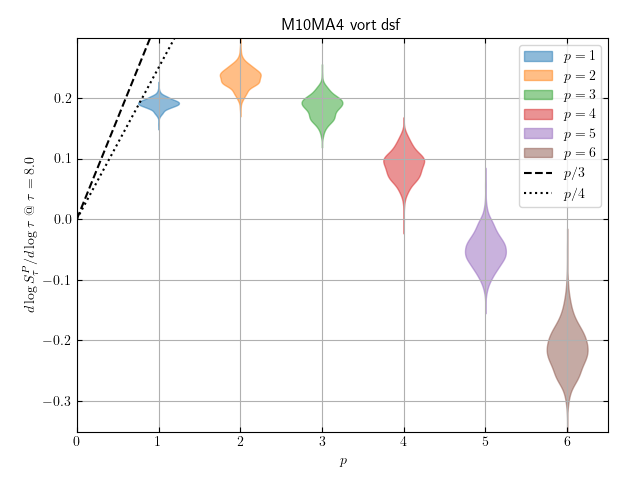 M10MA4 vort dsf
d log S_τ^P / d log τ @ τ = 8.0
0.2
0.1
0.0
−0.1
−0.2
−0.3
0 1 2 3 4 5 6
p
p = 1
p = 2
p = 3
p = 4
p = 5
p = 6
p/3
p/4